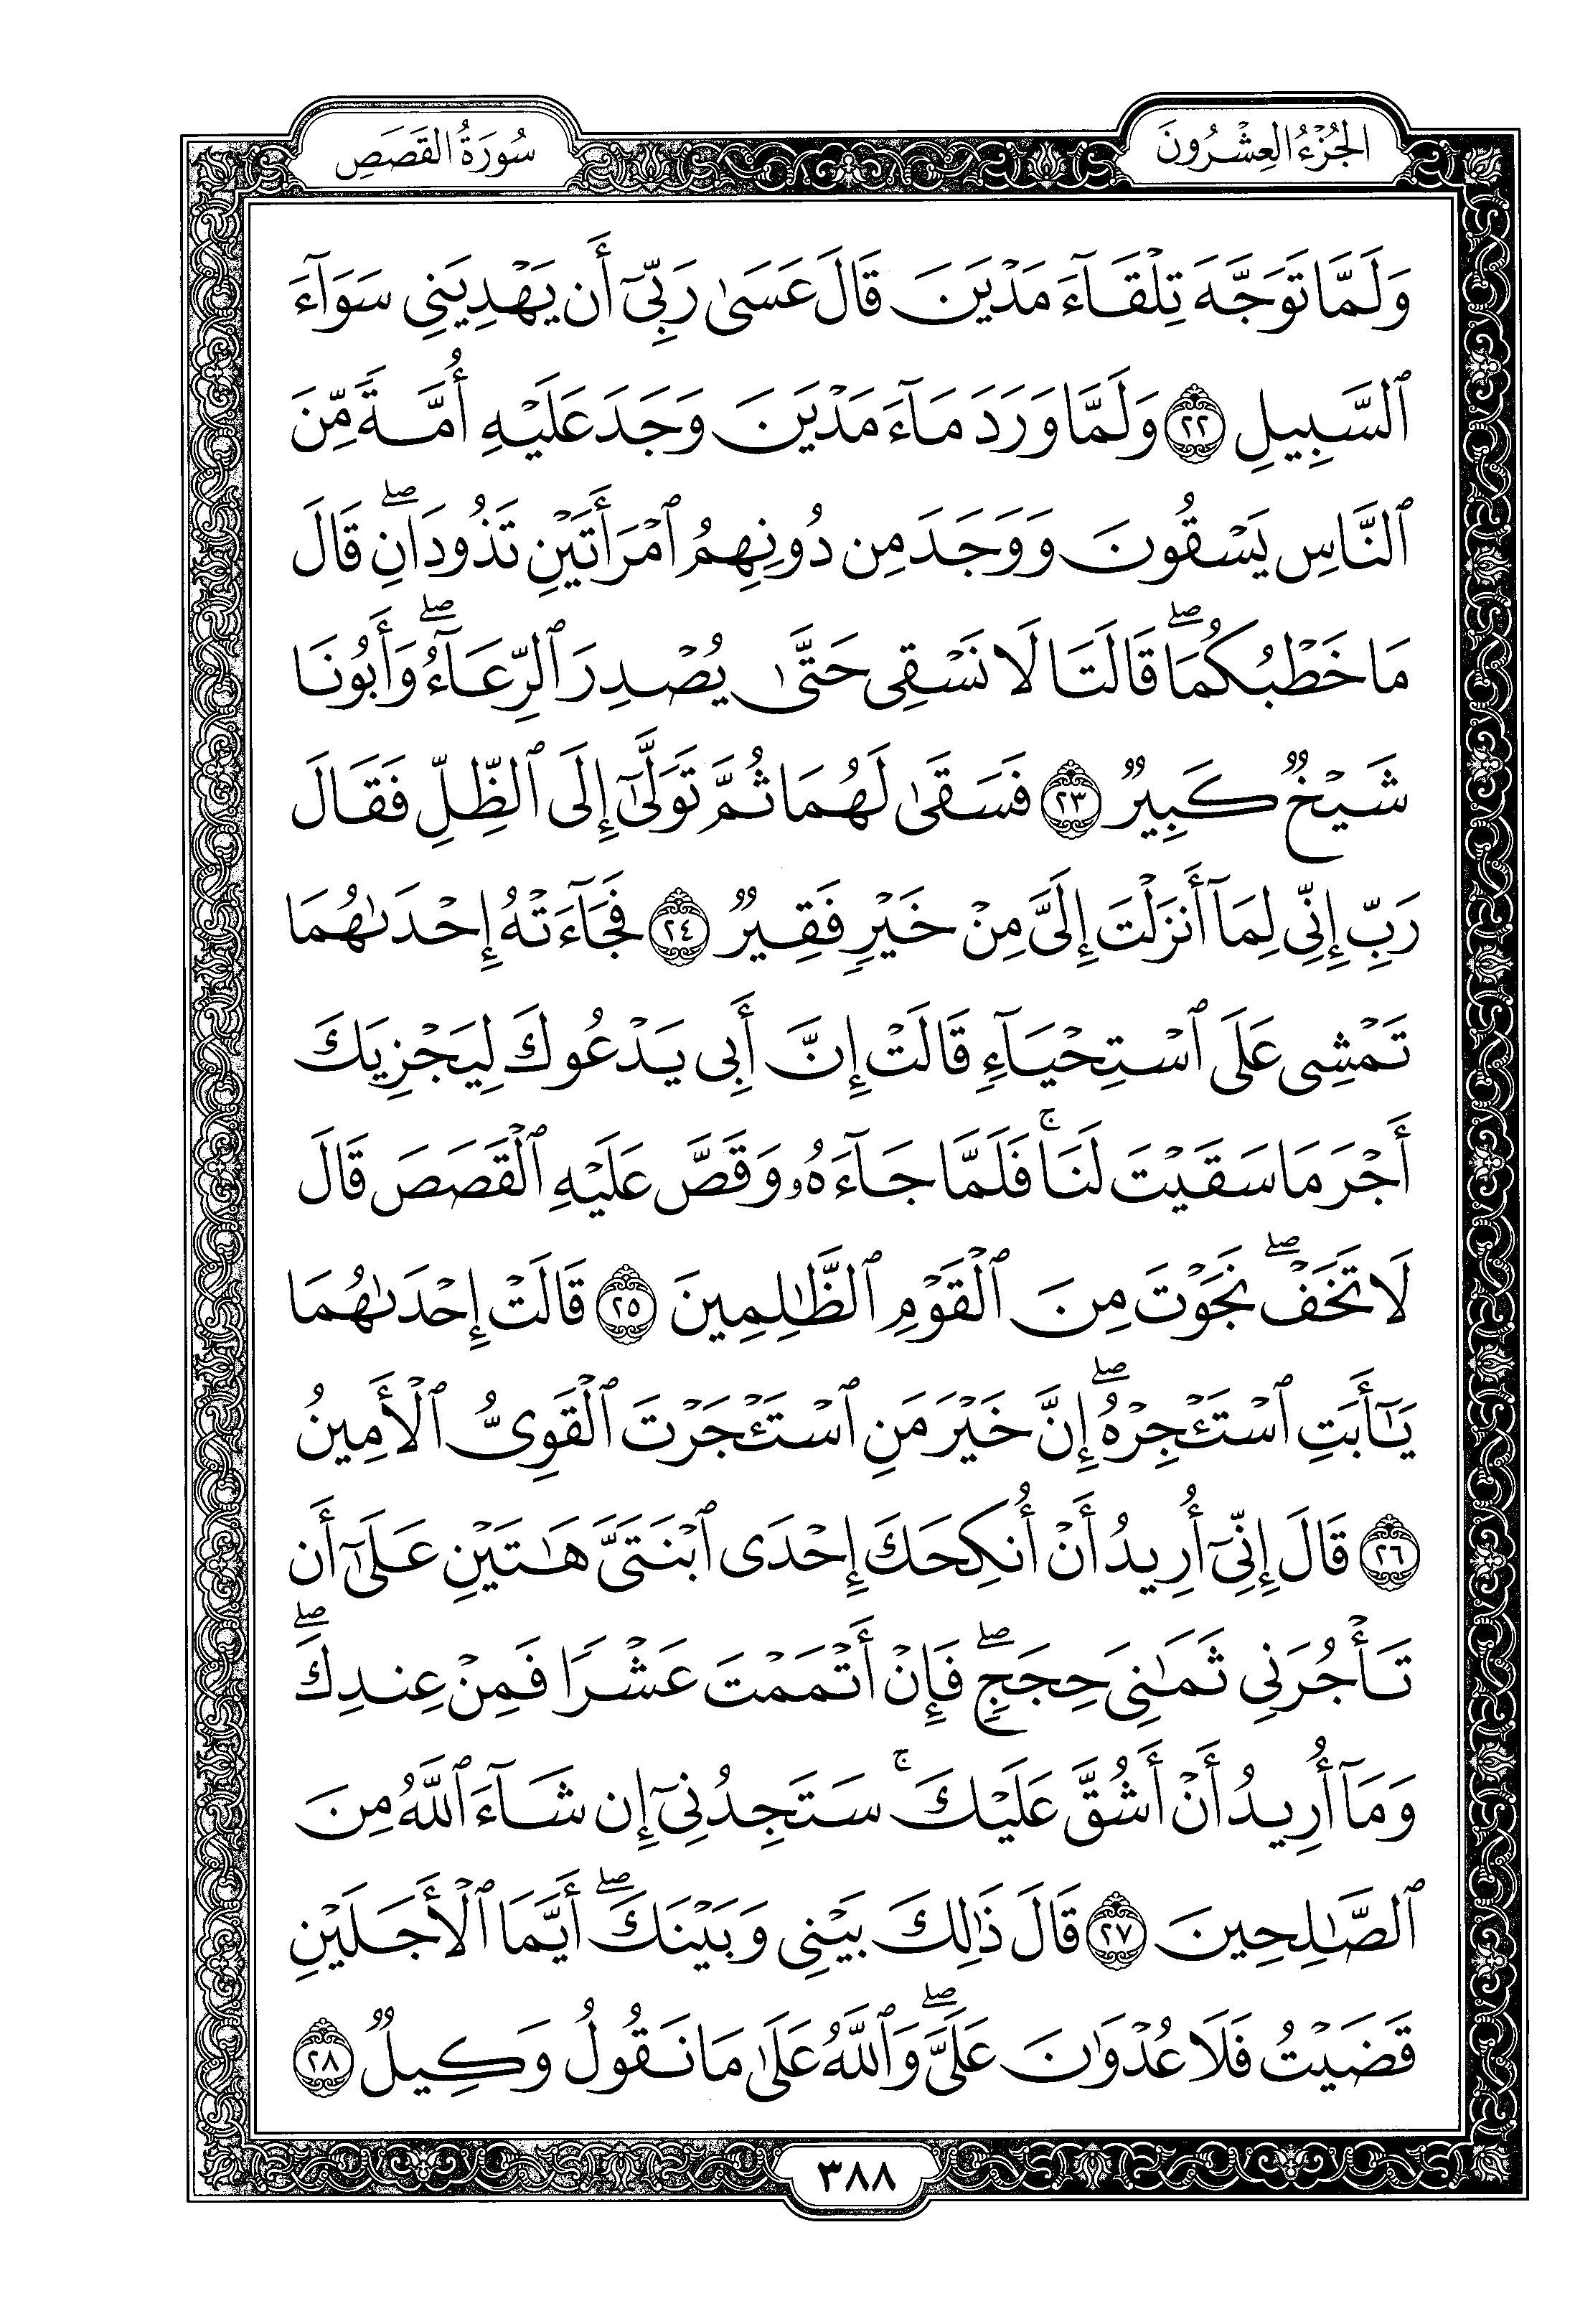 الجُزْءُ العِشْرُونَ
سُورَةُ القَصَصِ
وَلَمَّا تَوَجَّهَ تِلْقَآءَ مَدْيَنَ قَالَ عَسَىٰ رَبِّىٓ أَن يَهْدِيَنِى سَوَآءَ
ٱلسَّبِيلِ ٢٢ وَلَمَّا وَرَدَ مَآءَ مَدْيَنَ وَجَدَ عَلَيْهِ أُمَّةً مِّنَ
ٱلنَّاسِ يَسْقُونَ وَوَجَدَ مِن دُونِهِمُ ٱمْرَأَتَيْنِ تَذُودَانِۖ قَالَ
مَا خَطْبُكُمَاۖ قَالَتَا لَا نَسْقِى حَتَّىٰ يُصْدِرَ ٱلرِّعَآءُۖ وَأَبُونَا
شَيْخٌ كَبِيرٌ ٢٣ فَسَقَىٰ لَهُمَا ثُمَّ تَوَلَّىٰٓ إِلَى ٱلظِّلِّ فَقَالَ
رَبِّ إِنِّى لِمَآ أَنزَلْتَ إِلَىَّ مِنْ خَيْرٍ فَقِيرٌ ٢٤ فَجَآءَتْهُ إِحْدَىٰهُمَا
تَمْشِى عَلَى ٱسْتِحْيَآءٍ قَالَتْ إِنَّ أَبِى يَدْعُوكَ لِيَجْزِيَكَ
أَجْرَ مَا سَقَيْتَ لَنَاۚ فَلَمَّا جَآءَهُۥ وَقَصَّ عَلَيْهِ ٱلْقَصَصَ قَالَ
لَا تَخَفْۖ نَجَوْتَ مِنَ ٱلْقَوْمِ ٱلظَّٰلِمِينَ ٢٥ قَالَتْ إِحْدَىٰهُمَا
يَٰٓأَبَتِ ٱسْتَـْٔجِرْهُۖ إِنَّ خَيْرَ مَنِ ٱسْتَـْٔجَرْتَ ٱلْقَوِىُّ ٱلْأَمِينُ
٢٦ قَالَ إِنِّىٓ أُرِيدُ أَنْ أُنكِحَكَ إِحْدَى ٱبْنَتَىَّ هَٰتَيْنِ عَلَىٰٓ أَن
تَأْجُرَنِى ثَمَٰنِىَ حِجَجٍۖ فَإِنْ أَتْمَمْتَ عَشْرًا فَمِنْ عِندِكَۖ
وَمَآ أُرِيدُ أَنْ أَشُقَّ عَلَيْكَۚ سَتَجِدُنِىٓ إِن شَآءَ ٱللَّهُ مِنَ
ٱلصَّٰلِحِينَ ٢٧ قَالَ ذَٰلِكَ بَيْنِى وَبَيْنَكَۖ أَيَّمَا ٱلْأَجَلَيْنِ
قَضَيْتُ فَلَا عُدْوَٰنَ عَلَىَّۖ وَٱللَّهُ عَلَىٰ مَا نَقُولُ وَكِيلٌ ٢٨
٣٨٨